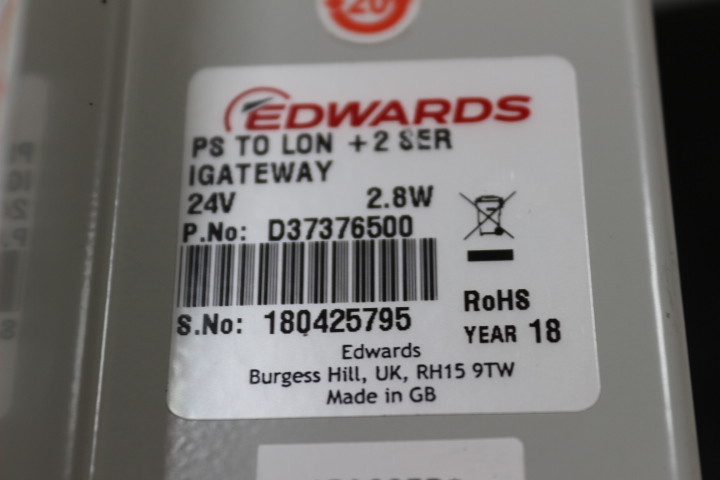 20
EDWARDS
PS TO LON +2 SER
IGATEWAY
24V 2.8W
P.No: D37376500
S.No: 180425795
RoHS
YEAR 18
Edwards
Burgess Hill, UK, RH15 9TW
Made in GB